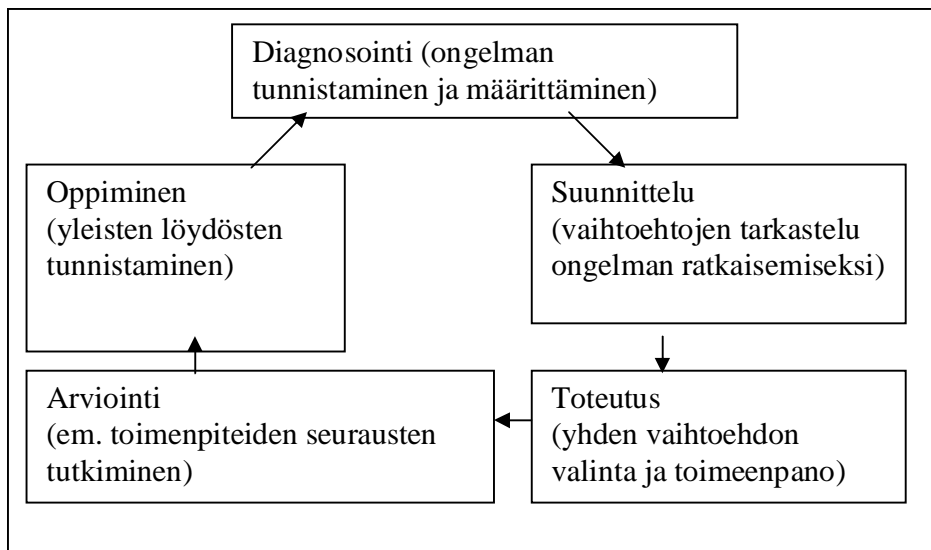 Diagnosointi (ongelman
tunnistaminen ja määrittäminen)
Suunnittelu
(vaihtoehtojen tarkastelu
ongelman ratkaisemiseksi)
Toteutus
(yhden vaihtoehdon
valinta ja toimeenpano)
Arviointi
(em. toimenpiteiden seurausten
tutkiminen)
Oppiminen
(yleisten löydösten
tunnistaminen)